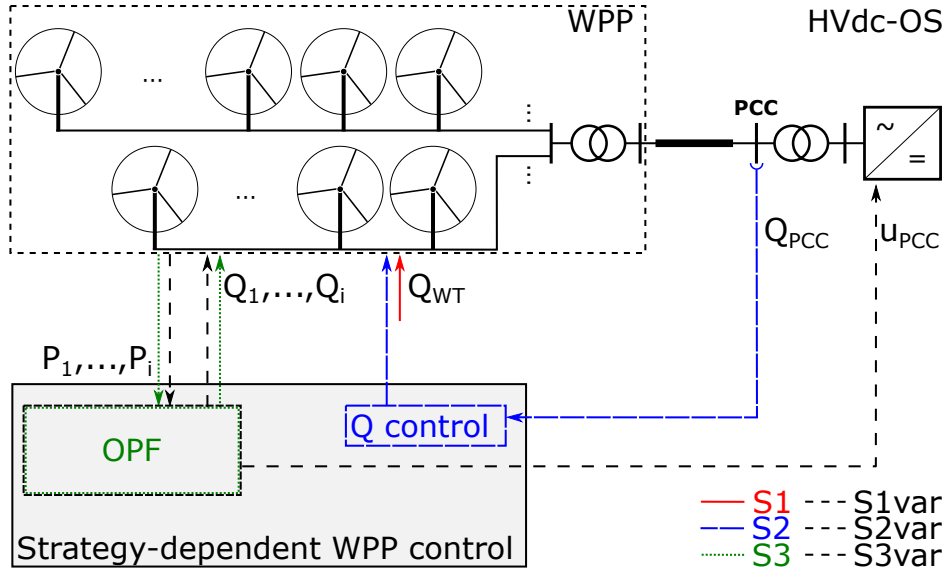 WPP
HVdc-OS
...
...
PCC
~
=
...
...
Q_PCC
u_PCC
Q_1,...,Q_i
Q_WT
P_1,...,P_i
OPF
Q control
Strategy-dependent WPP control
S1 S1var
S2 S2var
S3 S3var